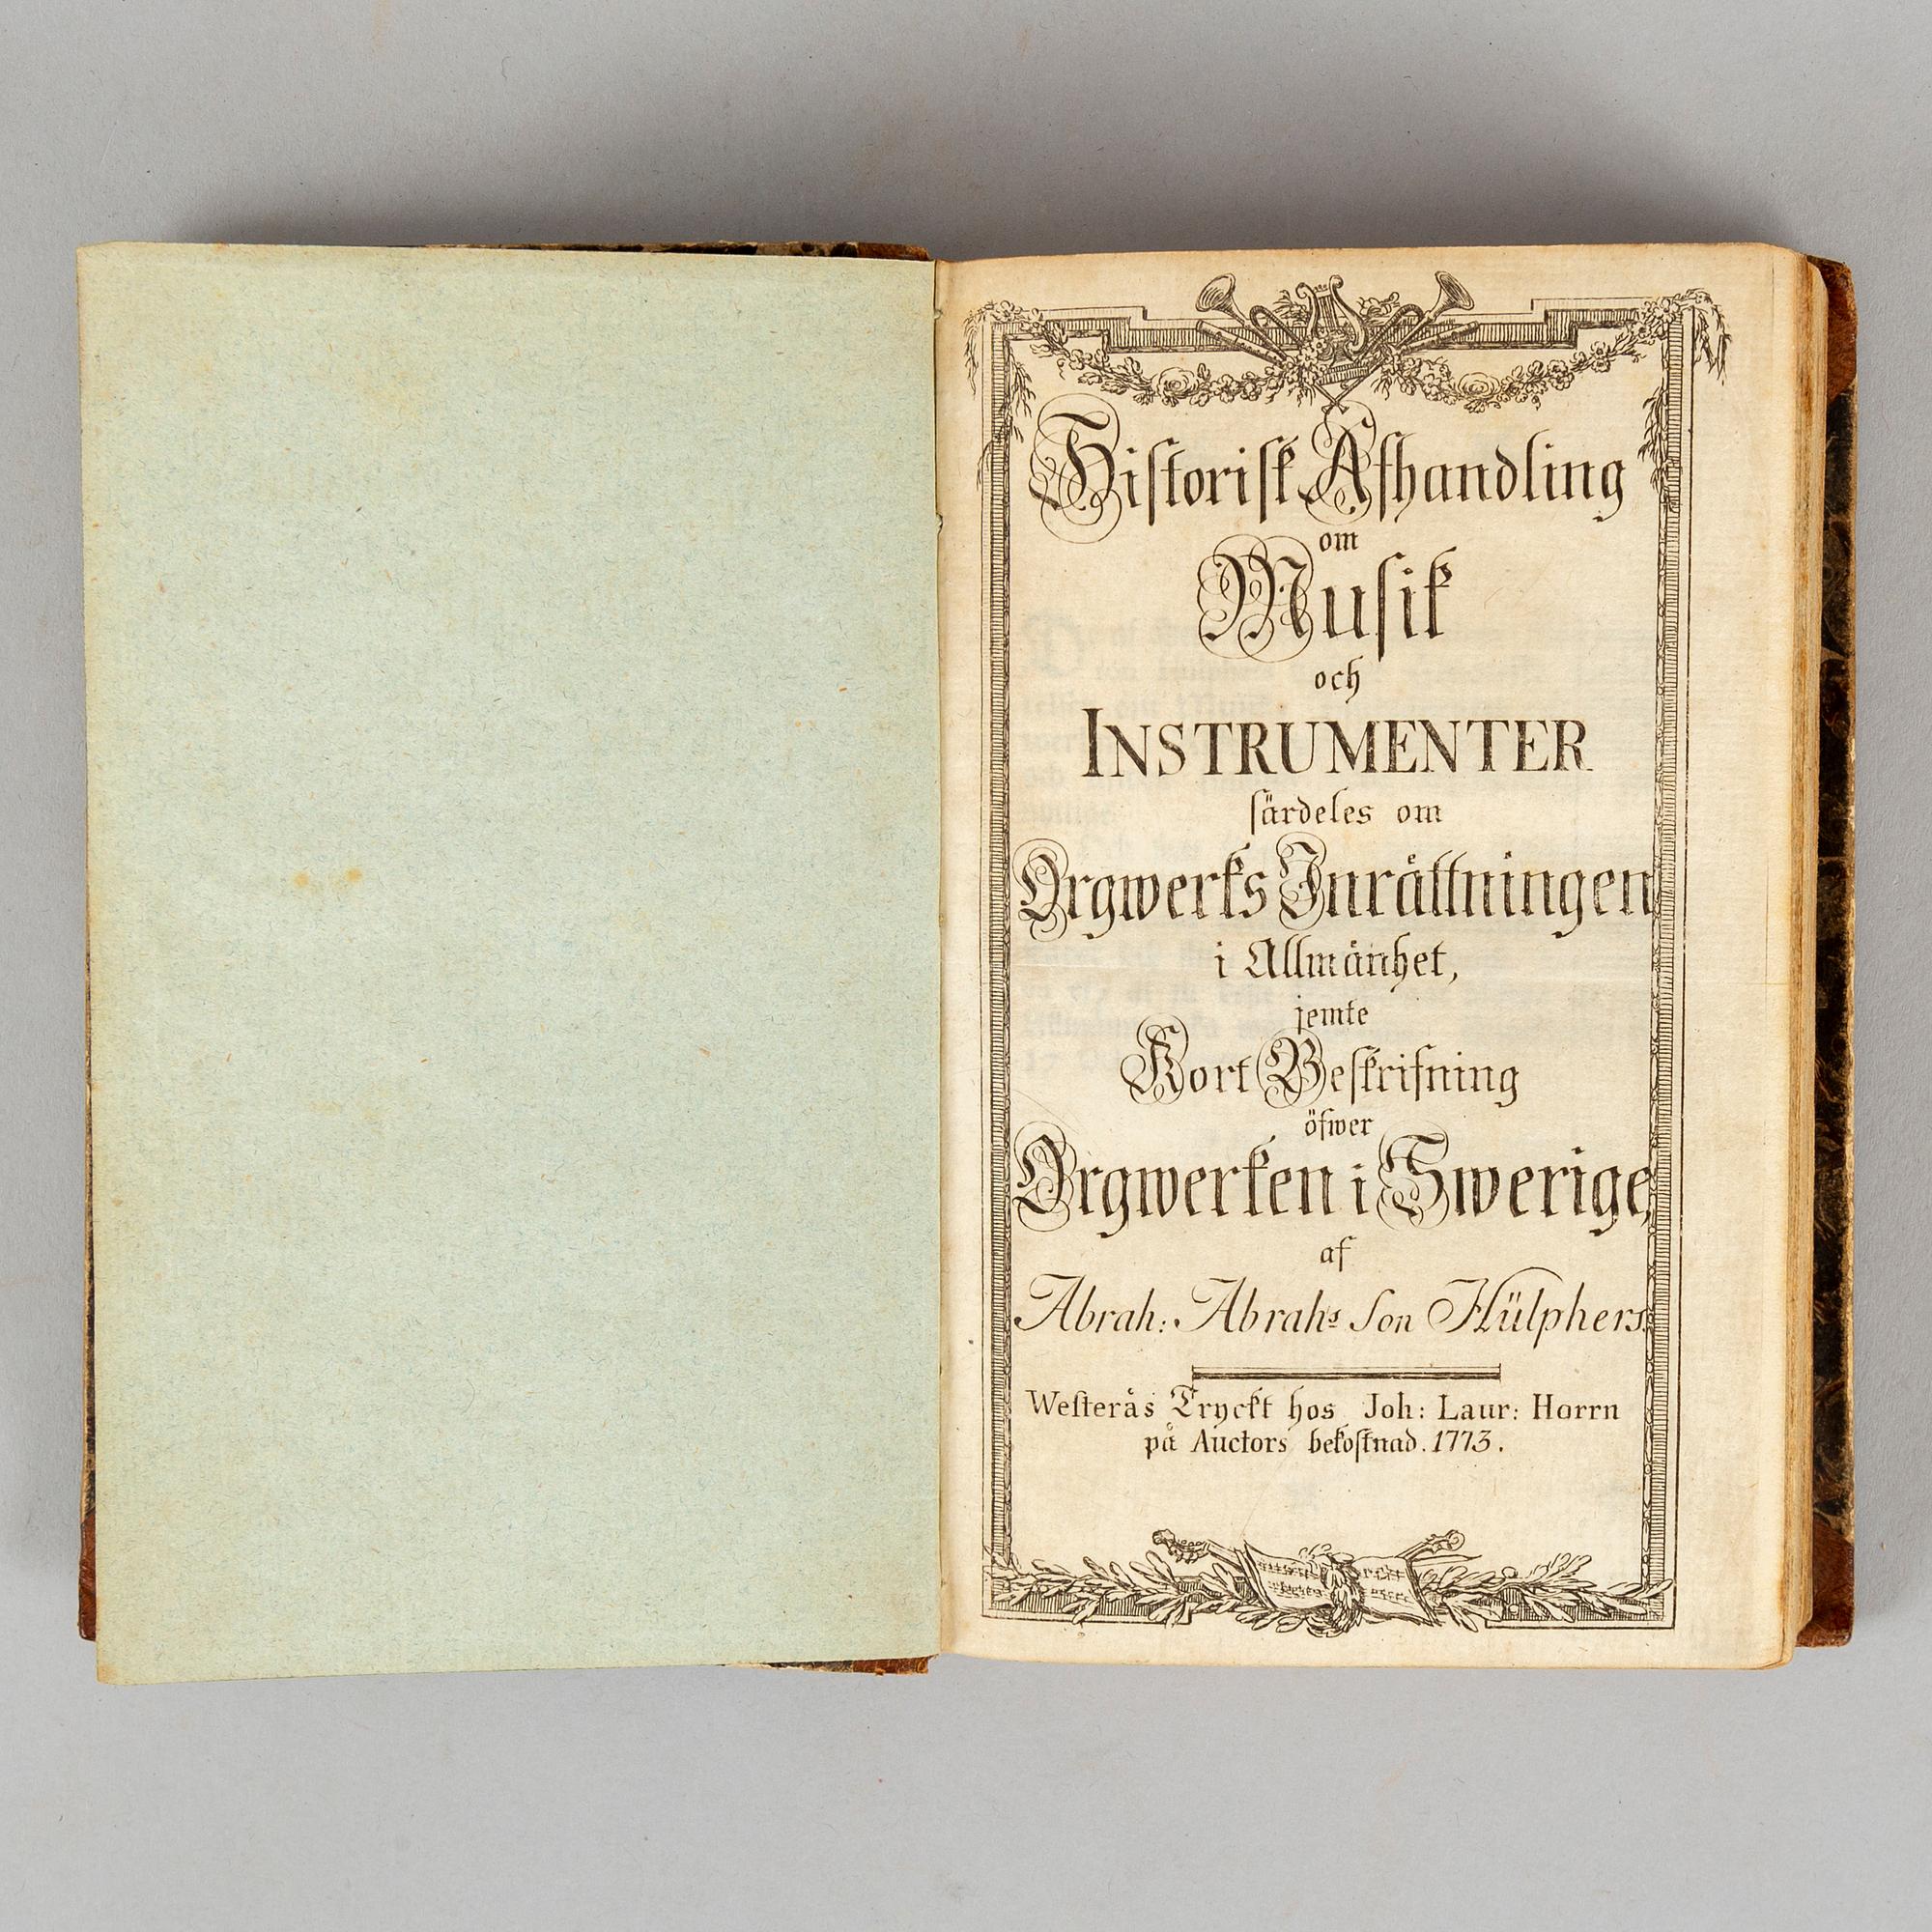 Historisk Afhandling
om
Musik
och
INSTRUMENTER
särdeles om
Orgwerks Inrättningen
i Allmänhet,
jemte
Kort Beskrifning
öfwer
Orgwerken i Swerige,
af
Abrah: Abrahs Son Hülphers.
Westerås Tryckt hos Joh: Laur: Horrn
på Auctors bekostnad. 1773.